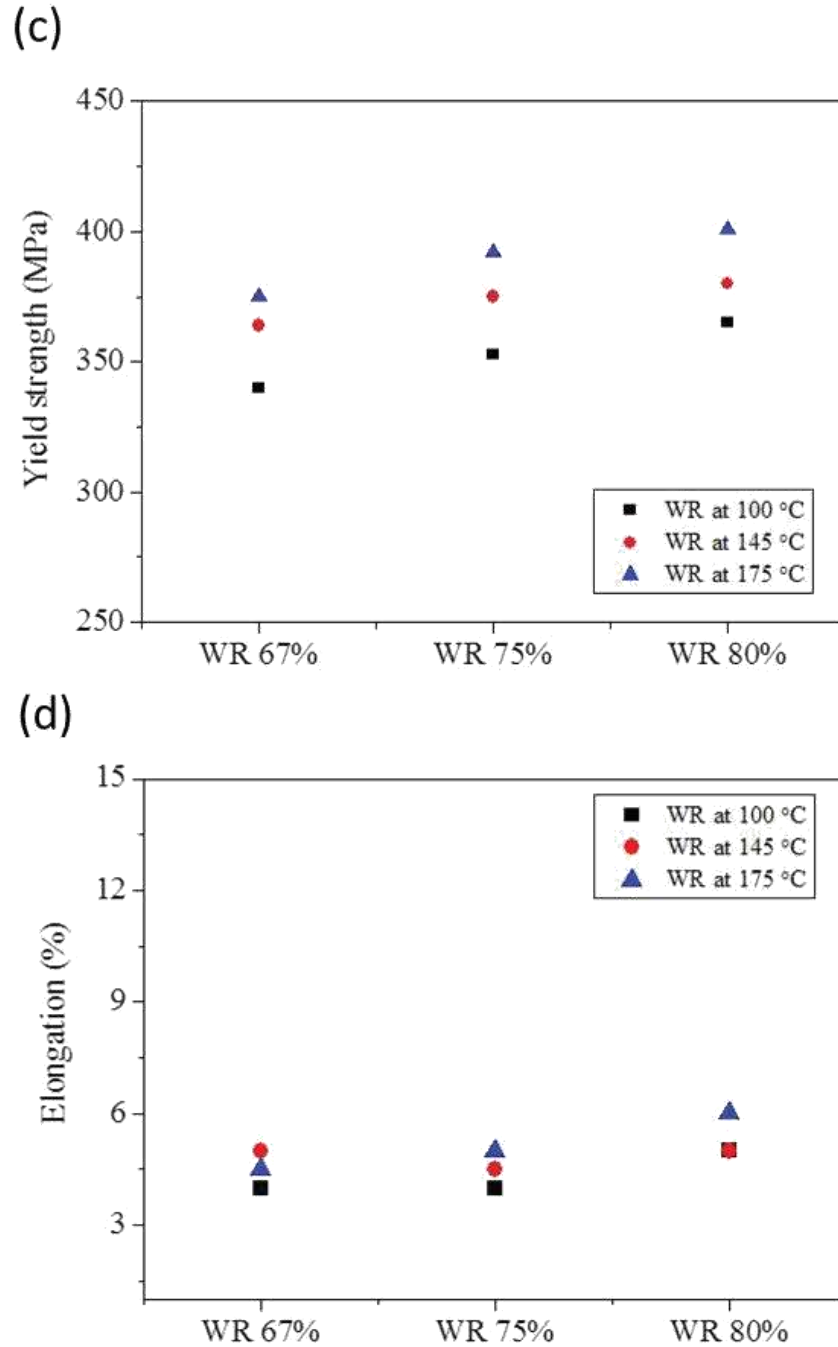 (c)
450
400
350
300
250
Yield strength (MPa)
WR at 100 °C
WR at 145 °C
WR at 175 °C
WR 67%
WR 75%
WR 80%
(d)
15
12
9
6
3
Elongation (%)
WR at 100 °C
WR at 145 °C
WR at 175 °C
WR 67%
WR 75%
WR 80%